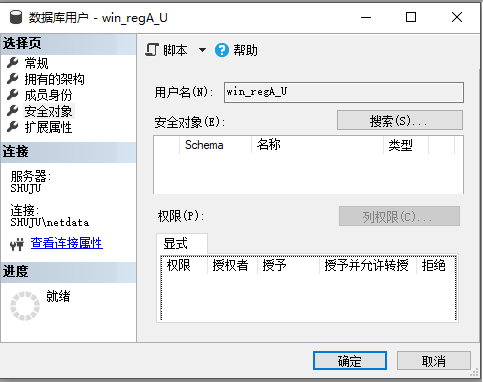 数据库用户 - win_regA_U
选择页
常规
拥有的架构
成员身份
安全对象
扩展属性
连接
服务器:
SHUJU
连接:
SHUJU\netdata
查看连接属性
进度
就绪
脚本 帮助
用户名(N): win_regA_U
安全对象(E): 搜索(S)...
Schema 名称 类型
权限(P): 列权限(C)...
显式
权限 授权者 授予 授予并允许转授 拒绝
确定 取消